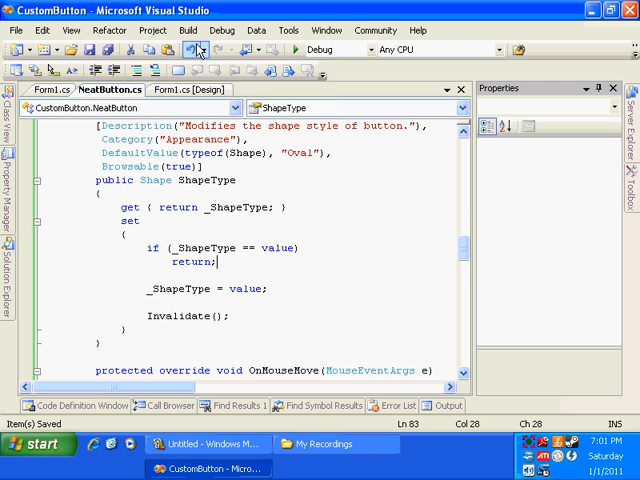 CustomButton - Microsoft Visual Studio
File Edit View Refactor Project Build Debug Data Tools Window Community Help
Debug Any CPU
Form1.cs NeatButton.cs Form1.cs [Design]
CustomButton.NeatButton ShapeType
[Description("Modifies the shape style of button."),
Category("Appearance"),
DefaultValue(typeof(Shape), "Oval"),
Browsable(true)]
public Shape ShapeType
{
get { return _ShapeType; }
set
{
if (_ShapeType == value)
return;
_ShapeType = value;
Invalidate();
}
}
protected override void OnMouseMove(MouseEventArgs e)
Class View
Property Manager
Solution Explorer
Properties
Server Explorer
Toolbox
Code Definition Window Call Browser Find Results 1 Find Symbol Results Error List Output
Item(s) Saved Ln 83 Col 28 Ch 28 INS
start
Untitled - Windows M...
My Recordings
CustomButton - Micro...
7:01 PM
Saturday
1/1/2011